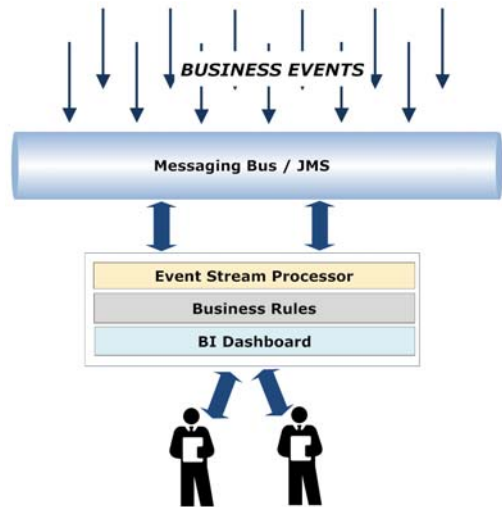 BUSINESS EVENTS
Messaging Bus / JMS
Event Stream Processor
Business Rules
BI Dashboard